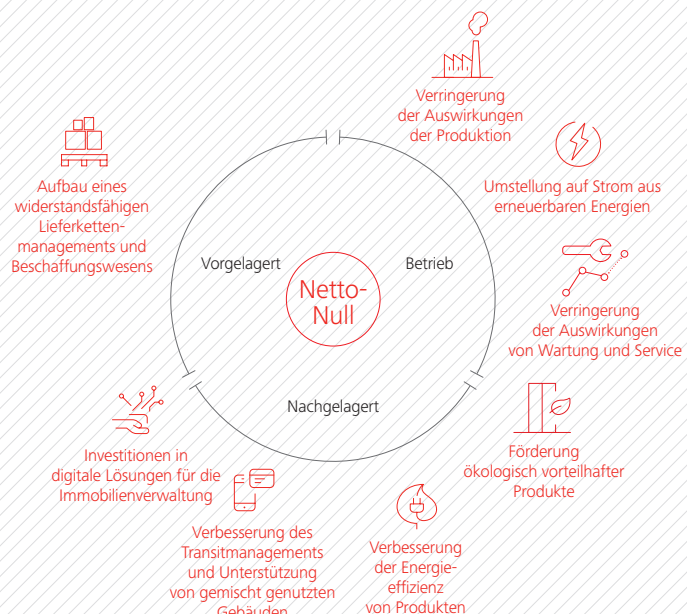 Verringerung
der Auswirkungen
der Produktion
Umstellung auf Strom aus
erneuerbaren Energien
Verringerung
der Auswirkungen
von Wartung und Service
Förderung
ökologisch vorteilhafter
Produkte
Verbesserung
der Energie-
effizienz
von Produkten
Verbesserung des
Transitmanagements
und Unterstützung
von gemischt genutzten
Gebäuden
Investitionen in
digitale Lösungen für die
Immobilienverwaltung
Aufbau eines
widerstandsfähigen
Lieferketten-
managements und
Beschaffungswesens
Vorgelagert
Betrieb
Nachgelagert
Netto-
Null